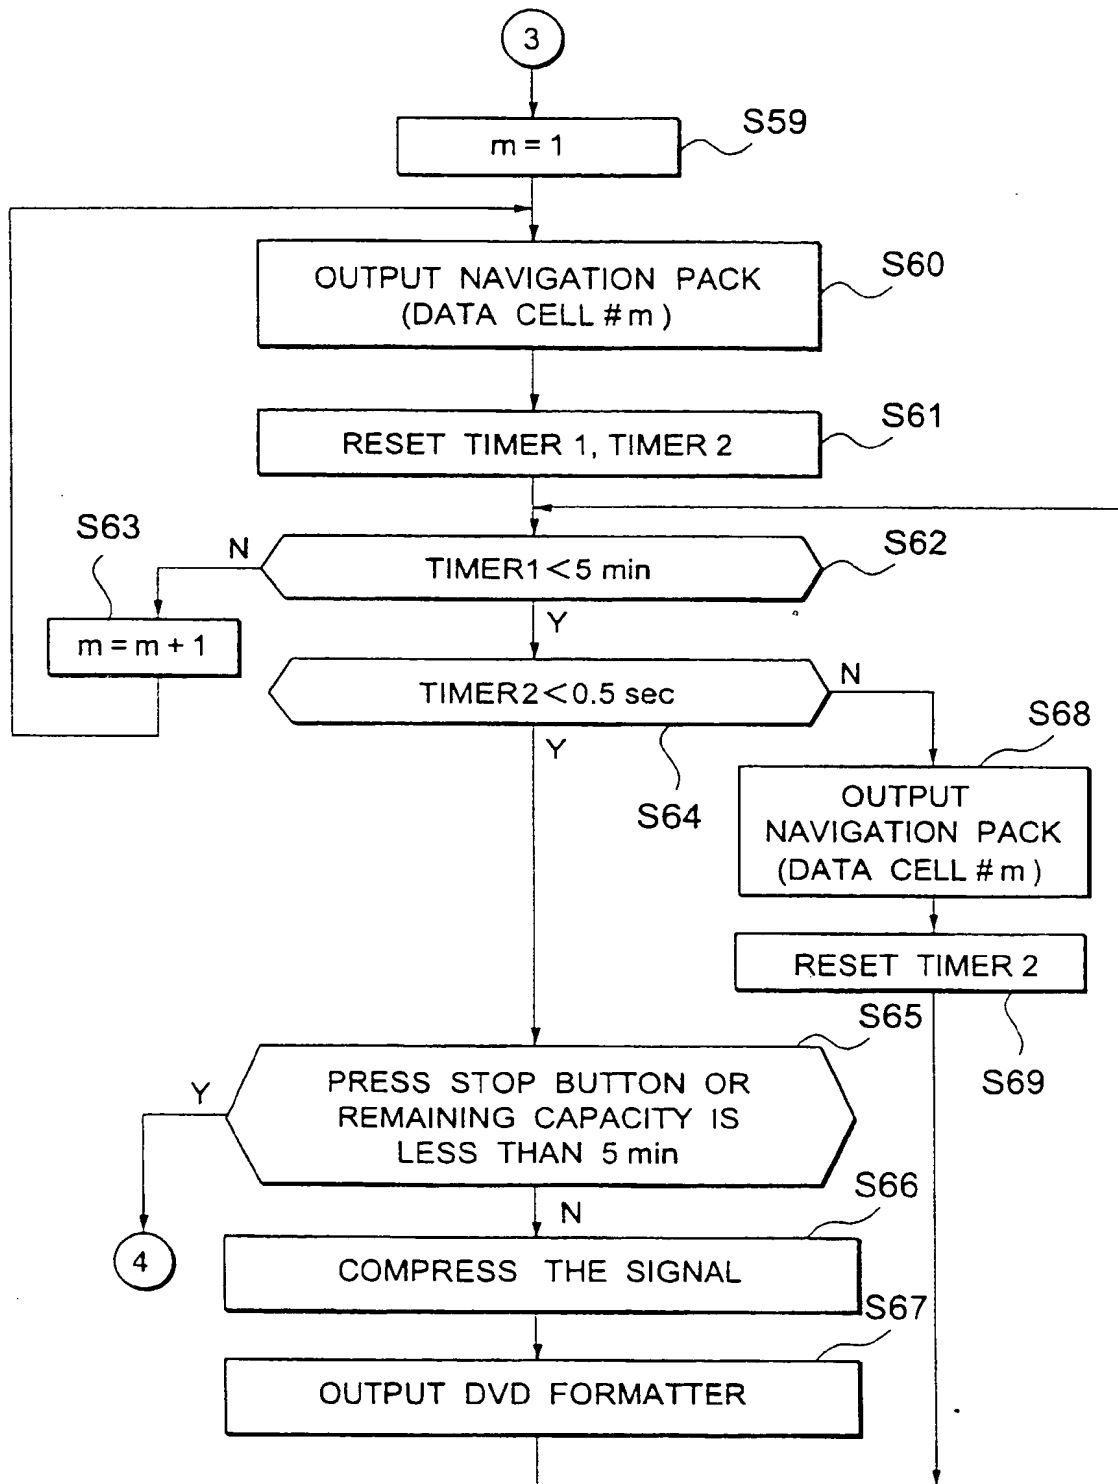 3
S59
m = 1
S60
OUTPUT NAVIGATION PACK
(DATA CELL # m )
S61
RESET TIMER 1, TIMER 2
S63
N
S62
TIMER1 < 5 min
Y
m = m + 1
N
TIMER2 < 0.5 sec
Y
S68
S64
OUTPUT
NAVIGATION PACK
(DATA CELL # m )
RESET TIMER 2
S65
S69
Y
PRESS STOP BUTTON OR
REMAINING CAPACITY IS
LESS THAN 5 min
S66
N
4
COMPRESS THE SIGNAL
S67
OUTPUT DVD FORMATTER